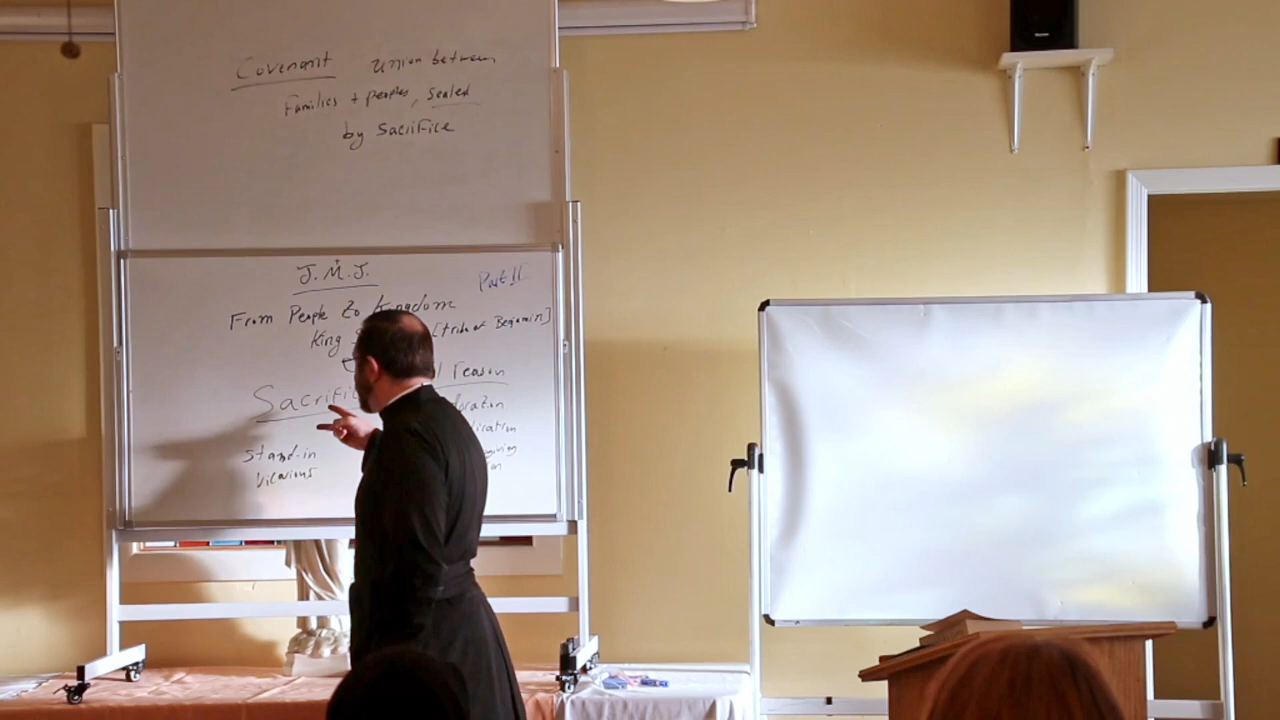 Covenant union between
Families + peoples, sealed
by sacrifice
J.M.J.
Part II
From People to Kingdom
King [tribe of Benjamin]
reason
stand-in
vicarious